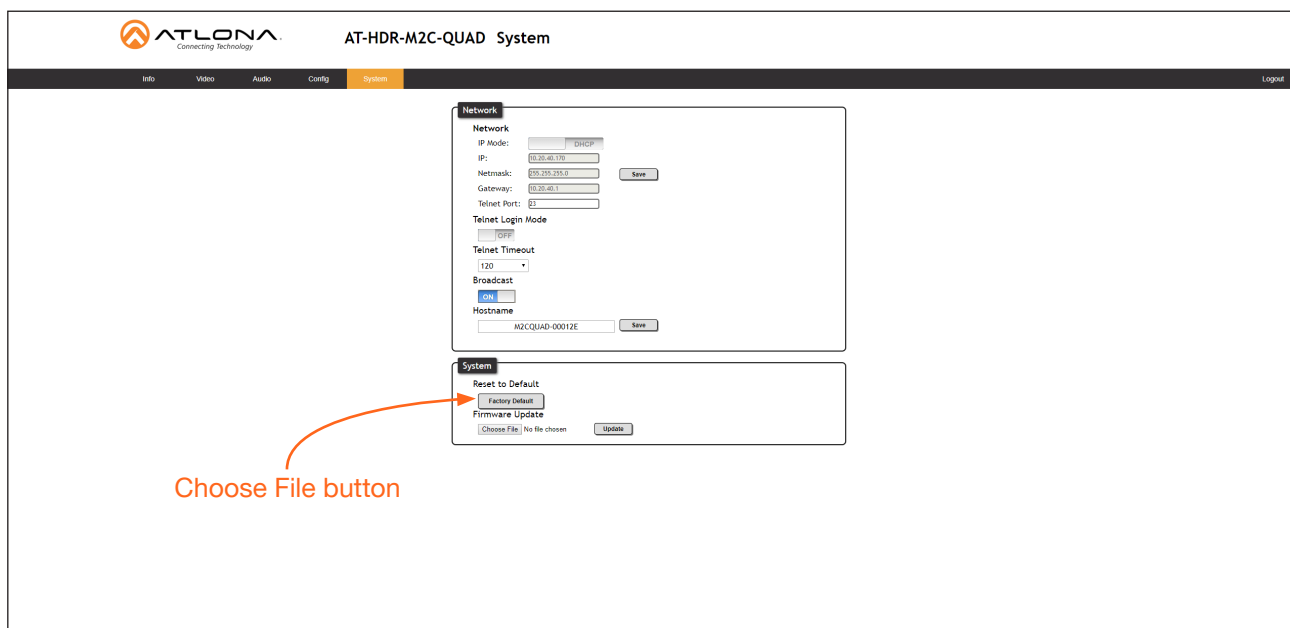 ATLONA.
Connecting Technology
AT-HDR-M2C-QUAD System
Info Video Audio Config System Logout
Network
Network
IP Mode: DHCP
IP: 10.20.40.170
Netmask: 255.255.255.0 Save
Gateway: 10.20.40.1
Telnet Port: 23
Telnet Login Mode
OFF
Telnet Timeout
120
Broadcast
ON
Hostname
M2CQUAD-00012E Save
System
Reset to Default
Factory Default
Firmware Update
Choose File No file chosen Update
Choose File button